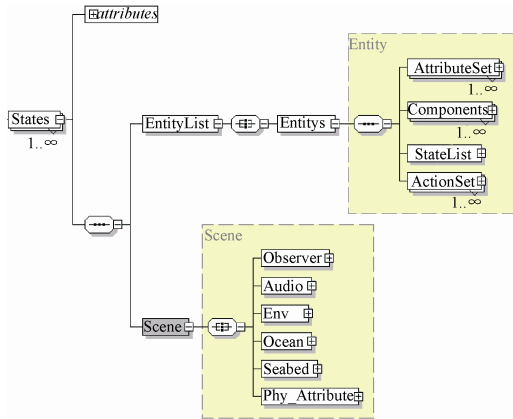 attributes
Entity
AttributeSet
1..∞
States
1..∞
EntityList
Entitys
Components
1..∞
StateList
ActionSet
1..∞
Scene
Observer
Audio
Env
Scene
Ocean
Seabed
Phy_Attribute